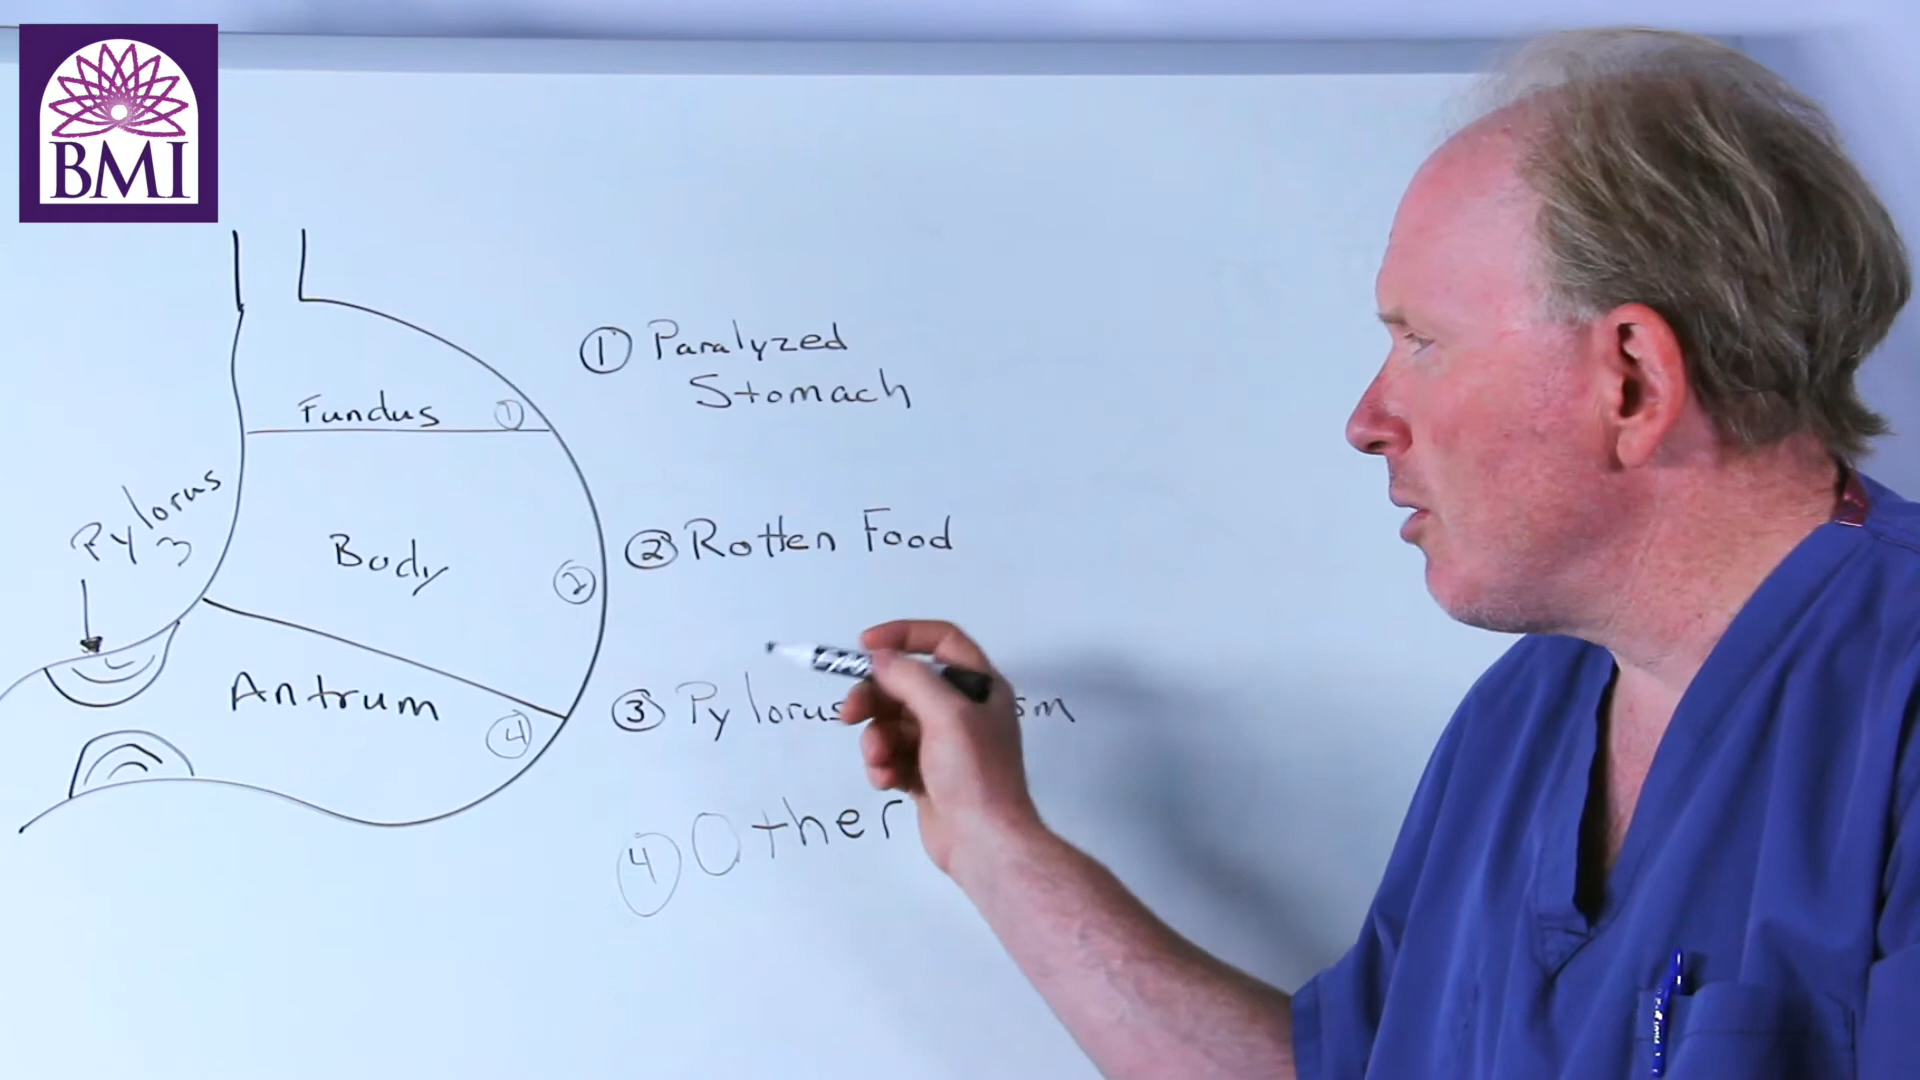 BMI
Fundus 1
Pylorus
3
Body 2
Antrum 4
1 Paralyzed
Stomach
2 Rotten Food
3 Pylorus
4 Other